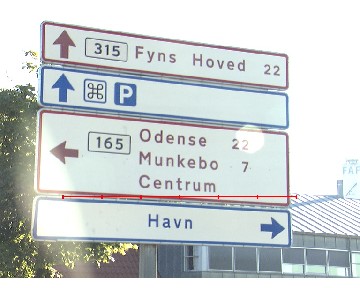 315 Fyns Hoved 22
P
165 Odense 22
Munkebo 7
Centrum
Havn